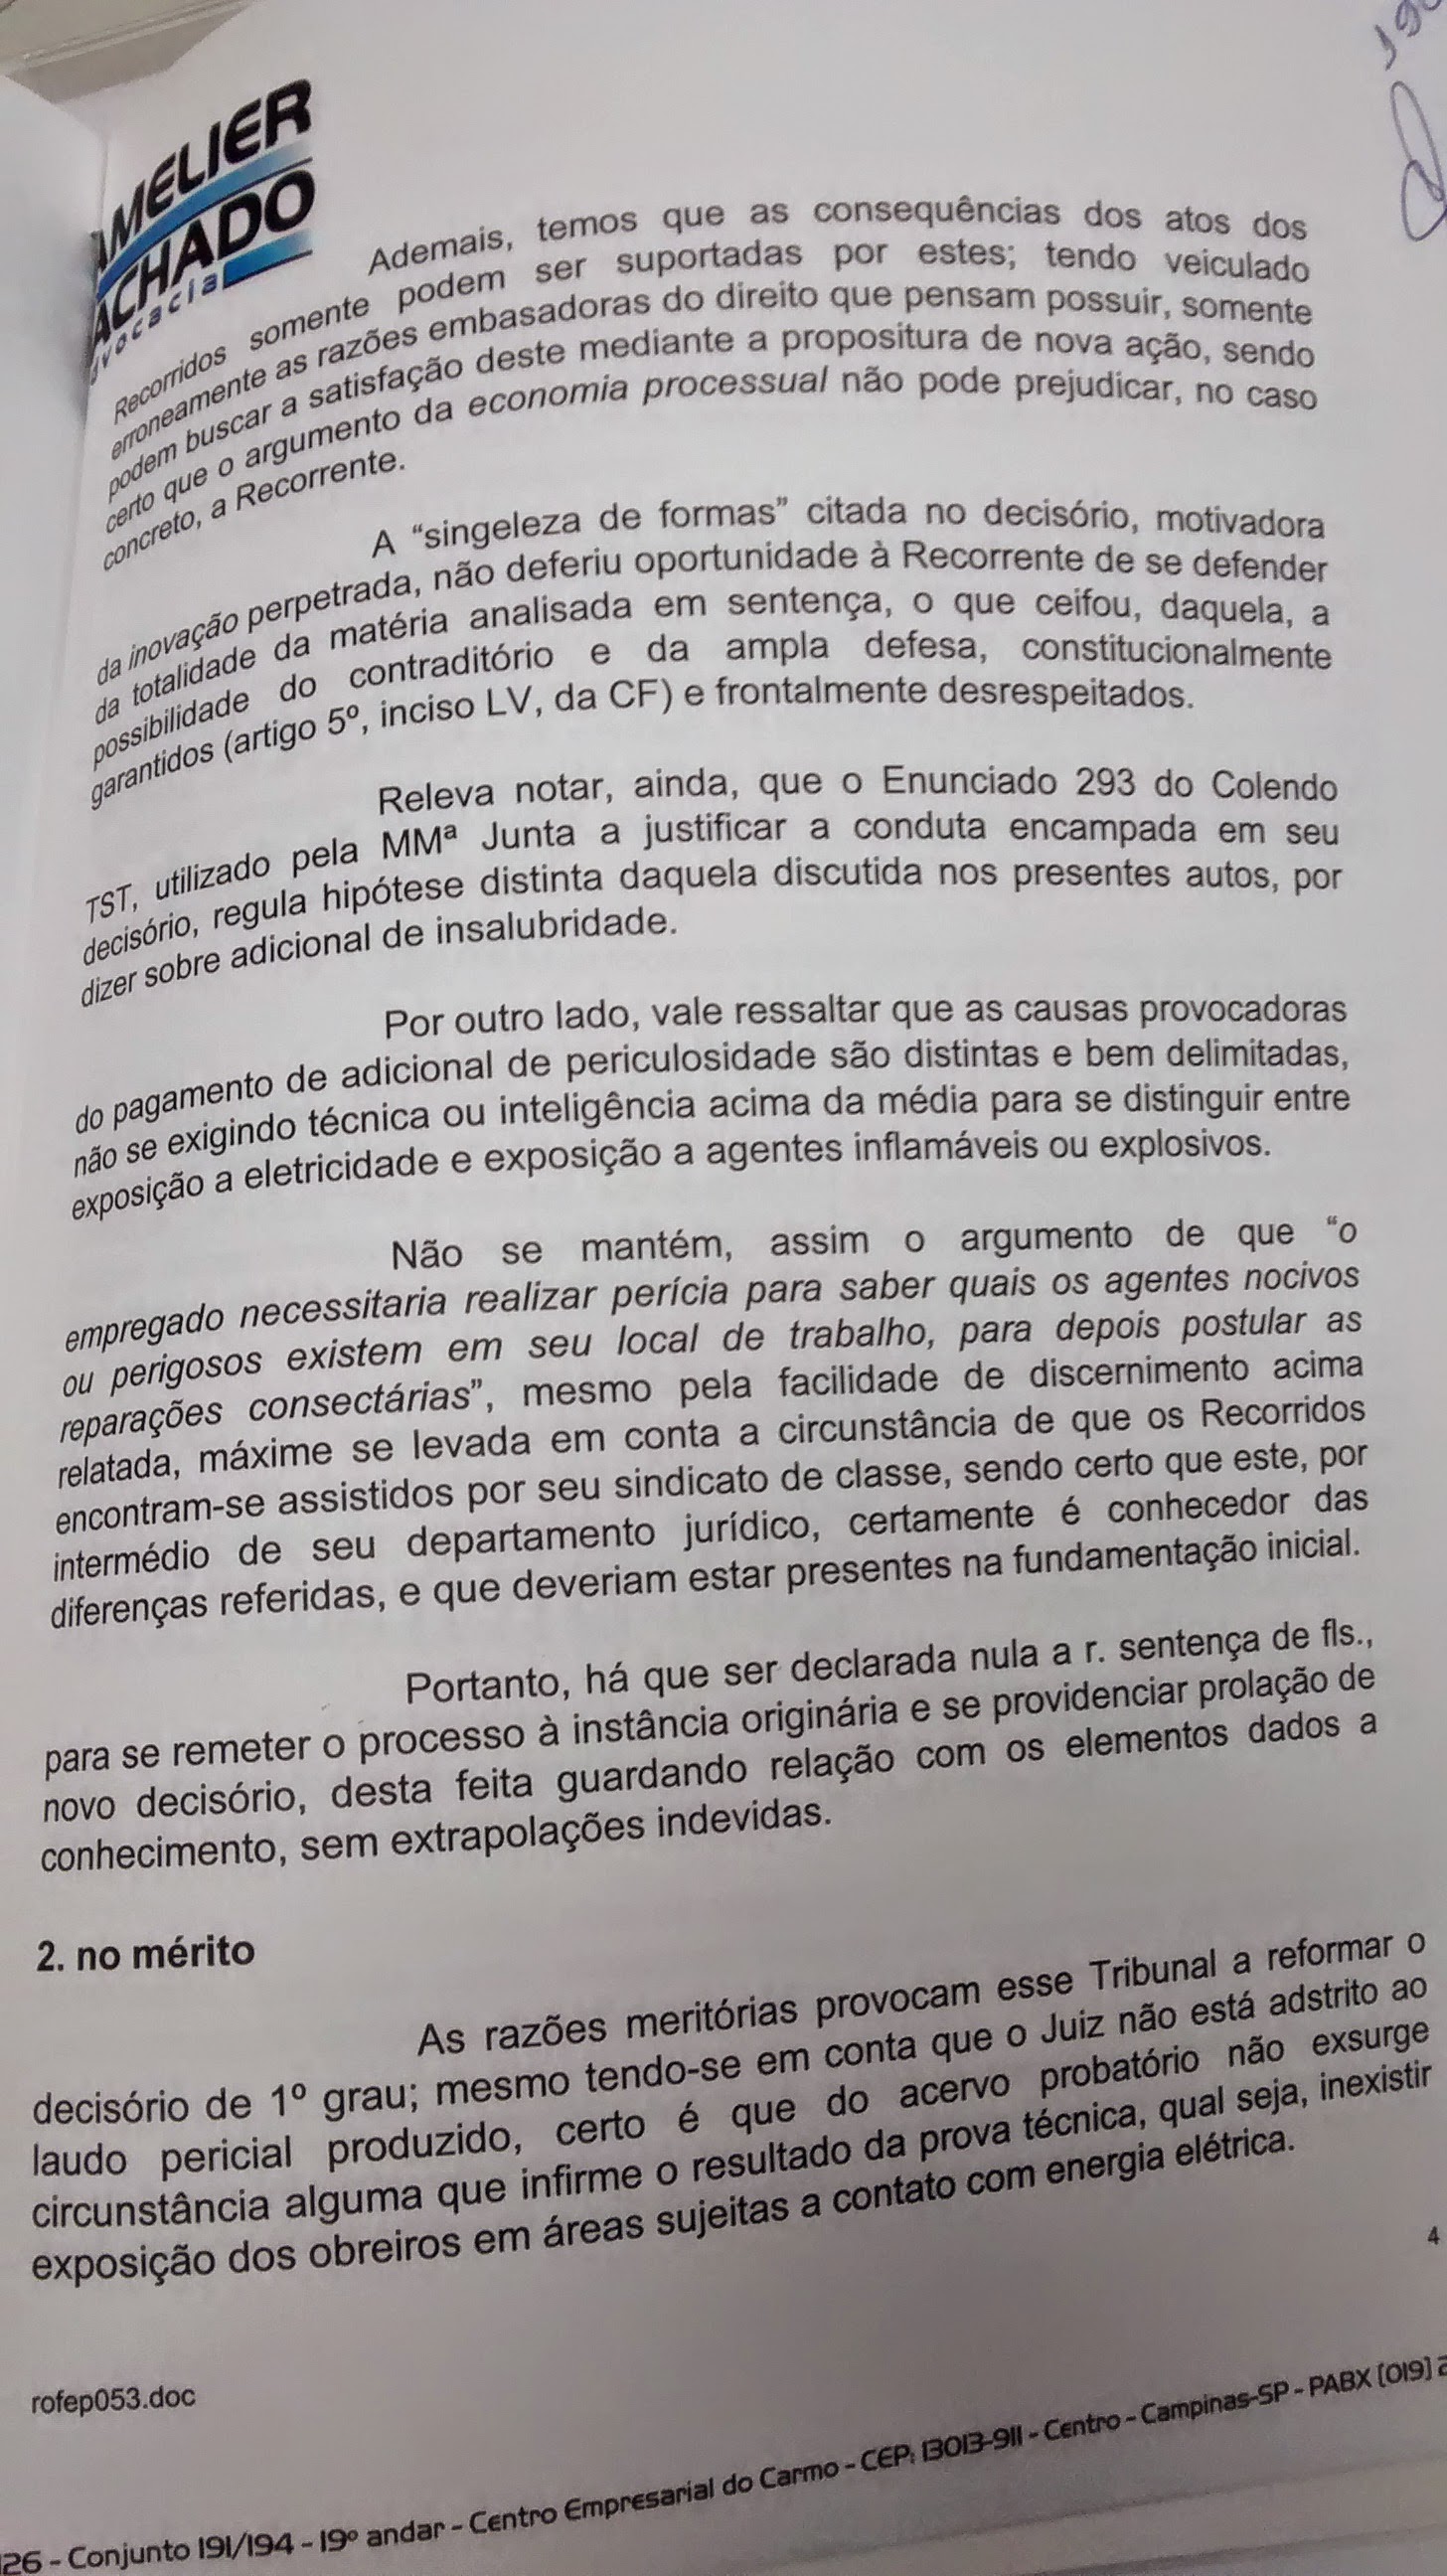 AMELIER
ACHADO
vocacia
Ademais, temos que as consequências dos atos dos
Recorridos somente podem ser suportadas por estes; tendo veiculado
erroneamente as razões embasadoras do direito que pensam possuir, somente
podem buscar a satisfação deste mediante a propositura de nova ação, sendo
certo que o argumento da economia processual não pode prejudicar, no caso
concreto, a Recorrente.
A “singeleza de formas” citada no decisório, motivadora
da inovação perpetrada, não deferiu oportunidade à Recorrente de se defender
da totalidade da matéria analisada em sentença, o que ceifou, daquela, a
possibilidade do contraditório e da ampla defesa, constitucionalmente
garantidos (artigo 5º, inciso LV, da CF) e frontalmente desrespeitados.
Releva notar, ainda, que o Enunciado 293 do Colendo
TST, utilizado pela MMª Junta a justificar a conduta encampada em seu
decisório, regula hipótese distinta daquela discutida nos presentes autos, por
dizer sobre adicional de insalubridade.
Por outro lado, vale ressaltar que as causas provocadoras
do pagamento de adicional de periculosidade são distintas e bem delimitadas,
não se exigindo técnica ou inteligência acima da média para se distinguir entre
exposição a eletricidade e exposição a agentes inflamáveis ou explosivos.
Não se mantém, assim o argumento de que “o
empregado necessitaria realizar perícia para saber quais os agentes nocivos
ou perigosos existem em seu local de trabalho, para depois postular as
reparações consectárias”, mesmo pela facilidade de discernimento acima
relatada, máxime se levada em conta a circunstância de que os Recorridos
encontram-se assistidos por seu sindicato de classe, sendo certo que este, por
intermédio de seu departamento jurídico, certamente é conhecedor das
diferenças referidas, e que deveriam estar presentes na fundamentação inicial.
Portanto, há que ser declarada nula a r. sentença de fls.,
para se remeter o processo à instância originária e se providenciar prolação de
novo decisório, desta feita guardando relação com os elementos dados a
conhecimento, sem extrapolações indevidas.
2. no mérito
As razões meritórias provocam esse Tribunal a reformar o
decisório de 1º grau; mesmo tendo-se em conta que o Juiz não está adstrito ao
laudo pericial produzido, certo é que do acervo probatório não exsurge
circunstância alguma que infirme o resultado da prova técnica, qual seja, inexistir
exposição dos obreiros em áreas sujeitas a contato com energia elétrica.
4
rofep053.doc
126 - Conjunto 191/194 - 19º andar - Centro Empresarial do Carmo - CEP: 13013-911 - Centro - Campinas-SP - PABX (019)